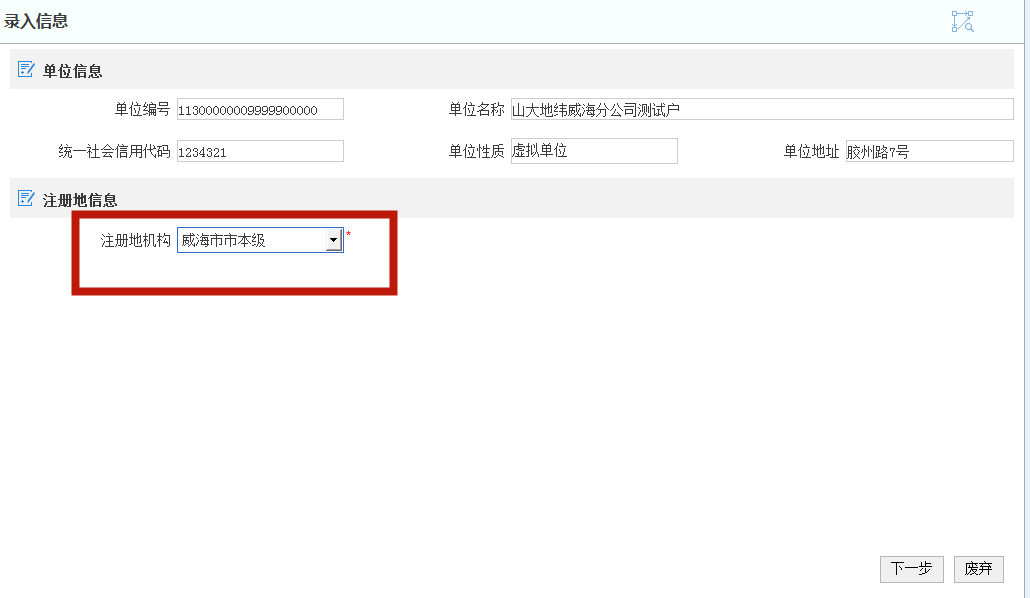 录入信息
单位信息
单位编号 11300000009999900000 单位名称 山大地纬威海分公司测试户
统一社会信用代码 1234321 单位性质 虚拟单位 单位地址 胶州路7号
注册地信息
注册地机构 威海市市本级 *
下一步 废弃